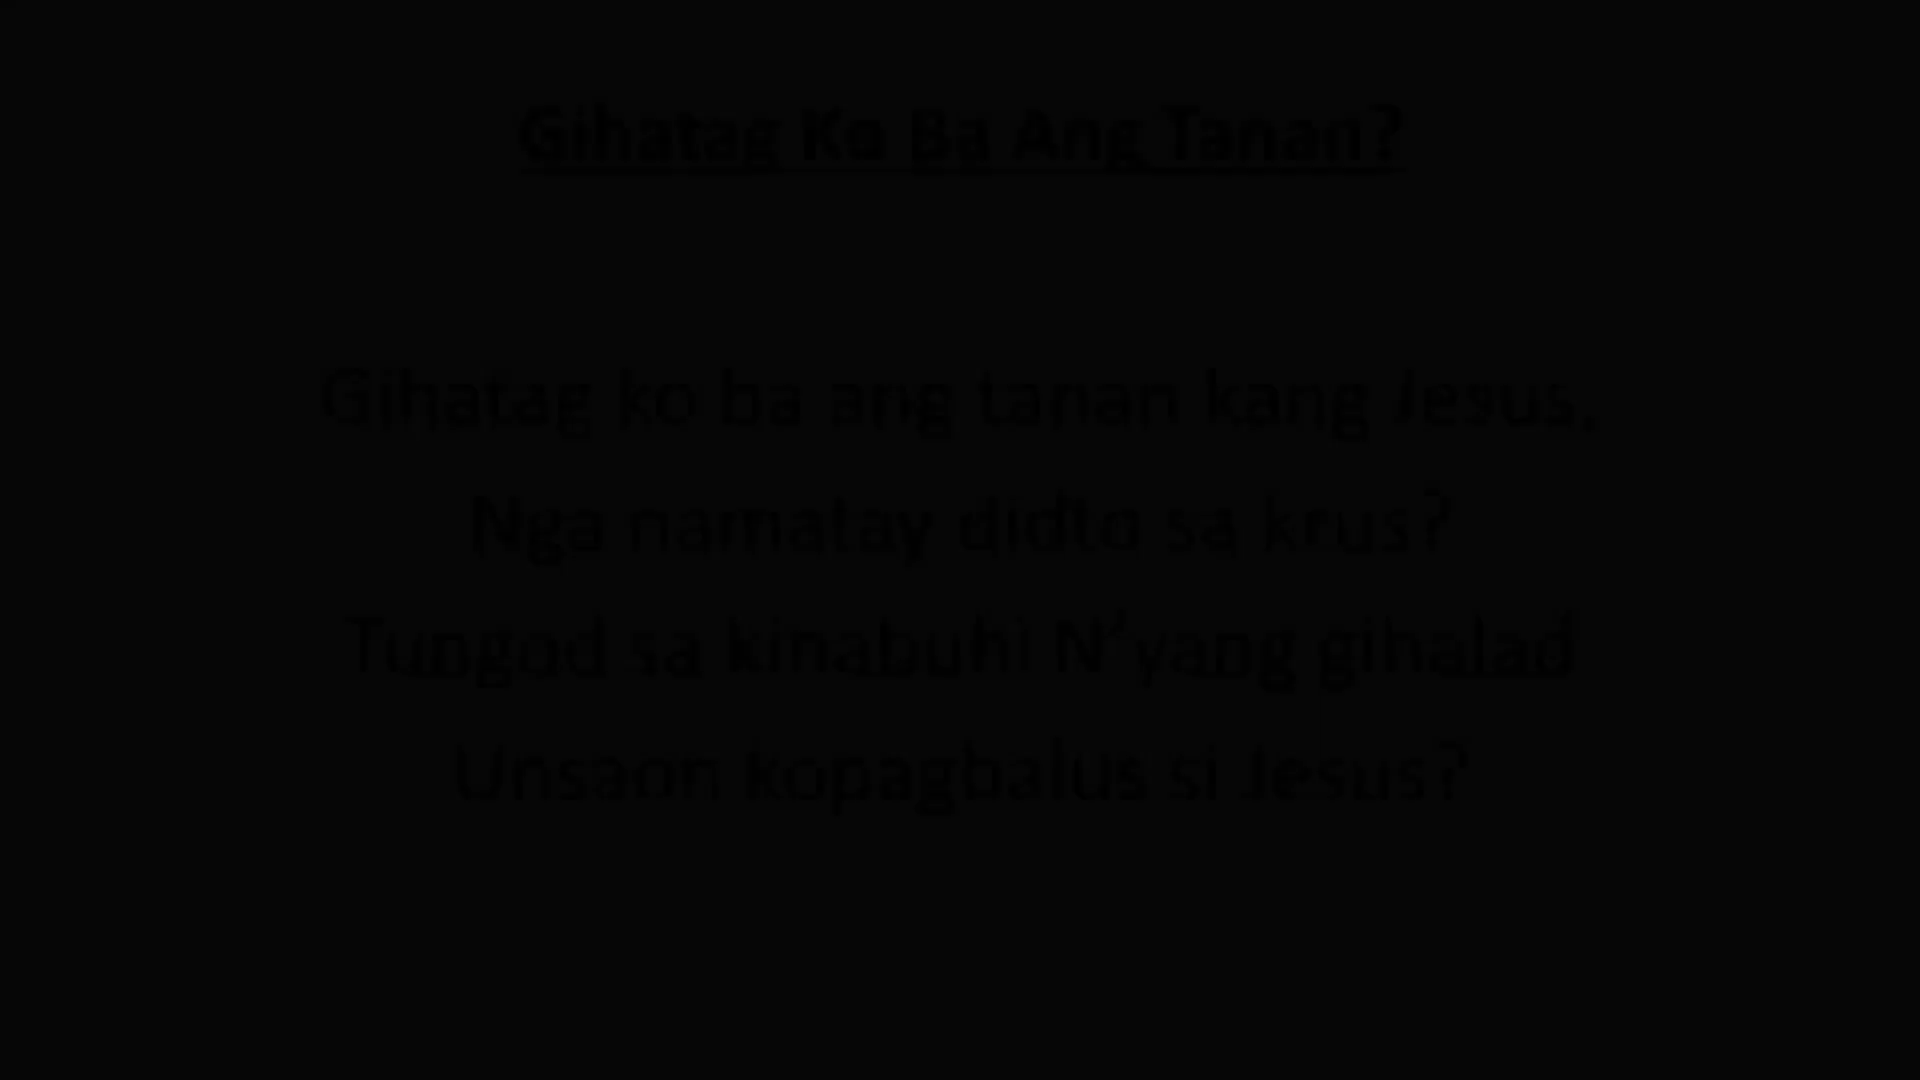 Gihatag Ko Ba Ang Tanan?
Gihatag ko ba ang tanan kang Jesus,
Nga namatay didto sa krus?
Tungod sa kinabuhi N’yang gihalad
Unsaon kopagbalus si Jesus?